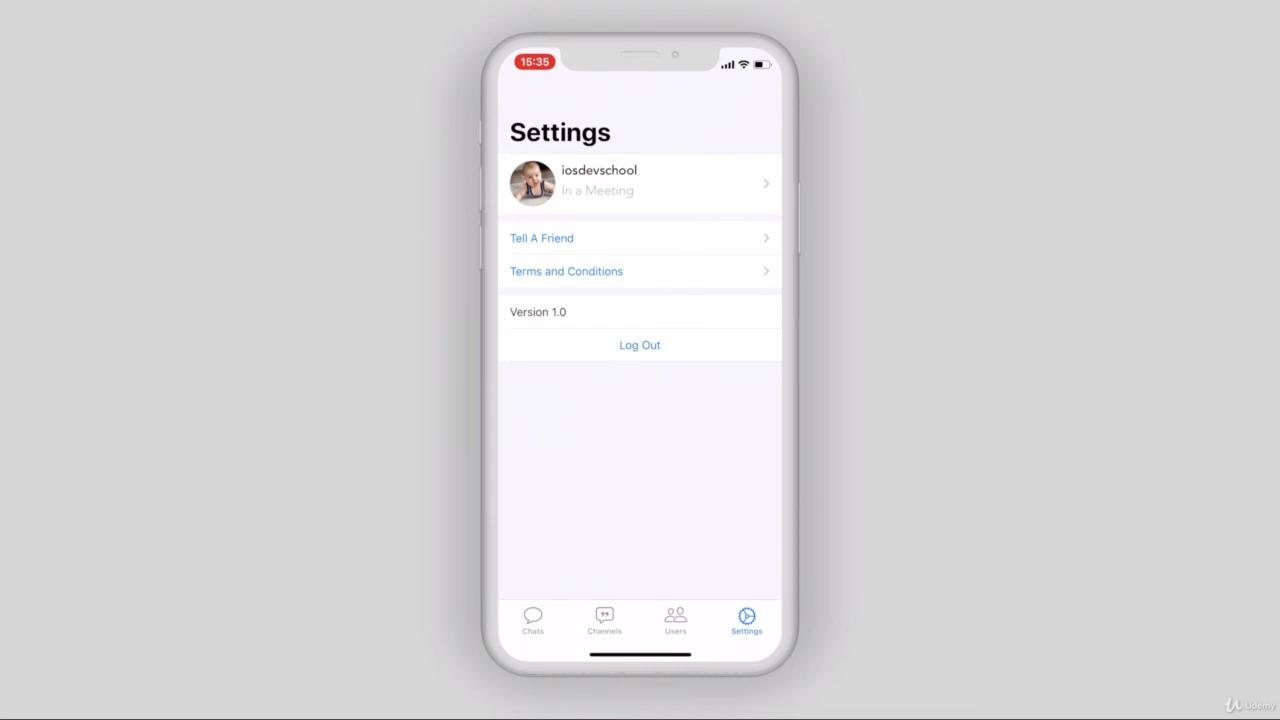 15:35
Settings
iosdevschool
In a Meeting
Tell A Friend
Terms and Conditions
Version 1.0
Log Out
Chats
Channels
Users
Settings
Udemy